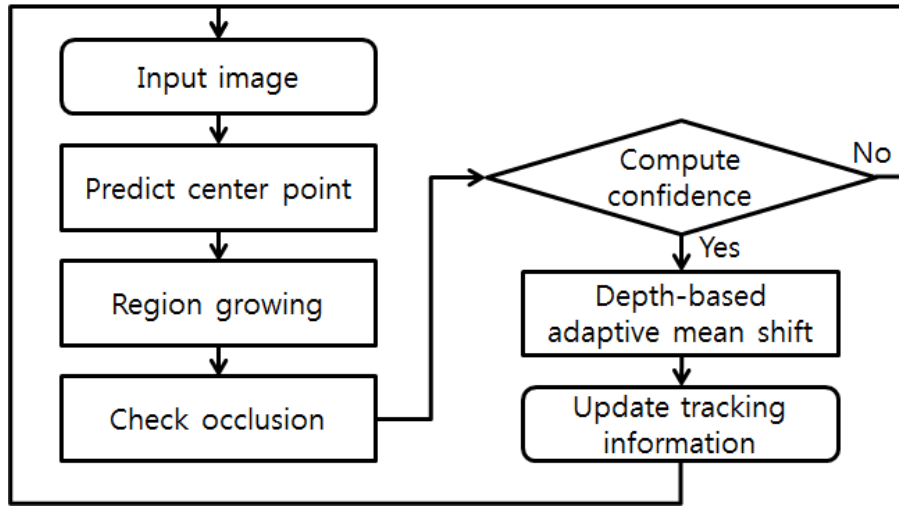 Input image
Predict center point
Region growing
Check occlusion
Compute
confidence
No
Yes
Depth-based
adaptive mean shift
Update tracking
information